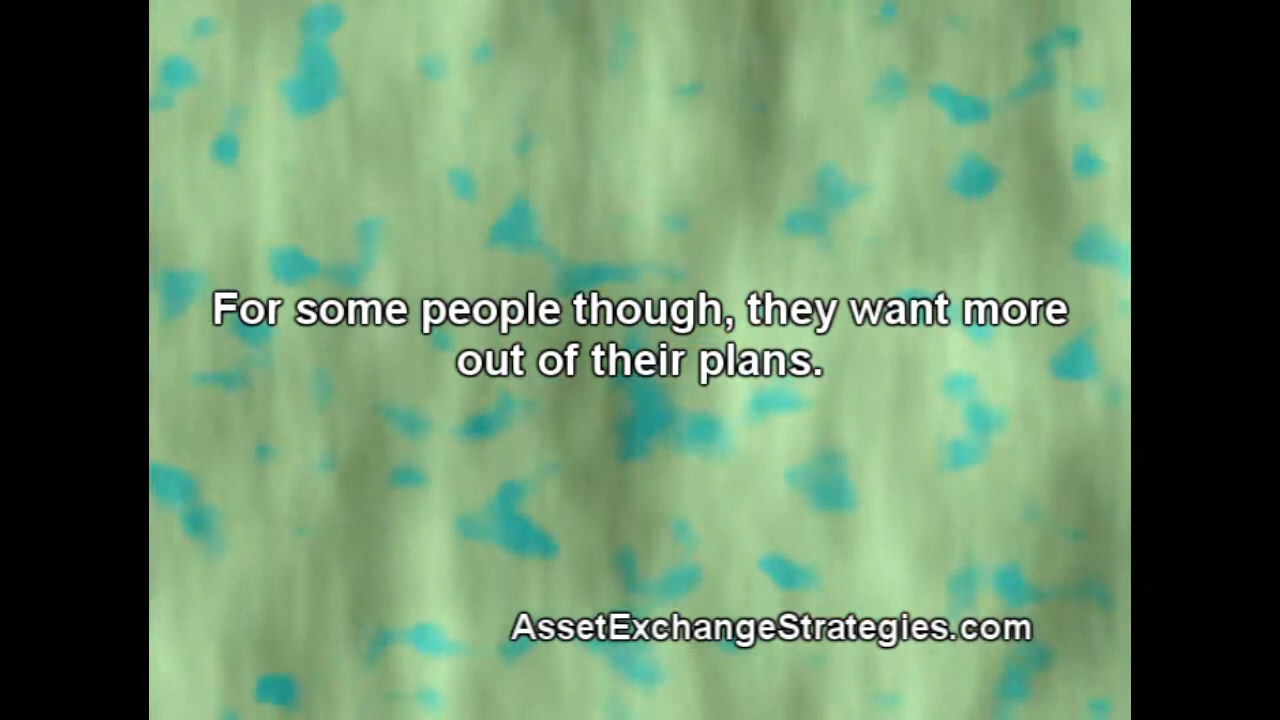 For some people though, they want more
out of their plans.
AssetExchangeStrategies.com